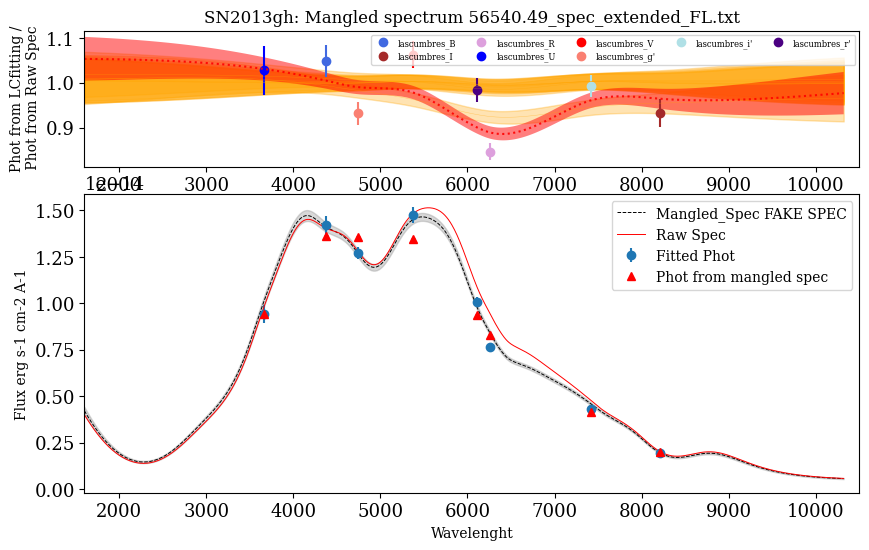 SN2013gh: Mangled spectrum 56540.49_spec_extended_FL.txt
Phot from LCfitting /
Phot from Raw Spec
1.1
1.0
0.9
lascumbres_B
lascumbres_R
lascumbres_V
lascumbres_i'
lascumbres_r'
lascumbres_I
lascumbres_U
lascumbres_g'
2000 3000 4000 5000 6000 7000 8000 9000 10000
Flux erg s-1 cm-2 A-1
1.50
1.25
1.00
0.75
0.50
0.25
0.00
Mangled_Spec FAKE SPEC
Raw Spec
Fitted Phot
Phot from mangled spec
2000 3000 4000 5000 6000 7000 8000 9000 10000
Wavelenght